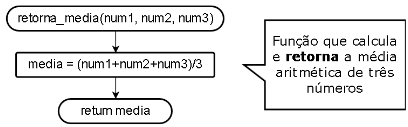 retorna_media(num1, num2, num3)
media = (num1+num2+num3)/3
return media
Função que calcula
e retorna a média
aritmética de três
números